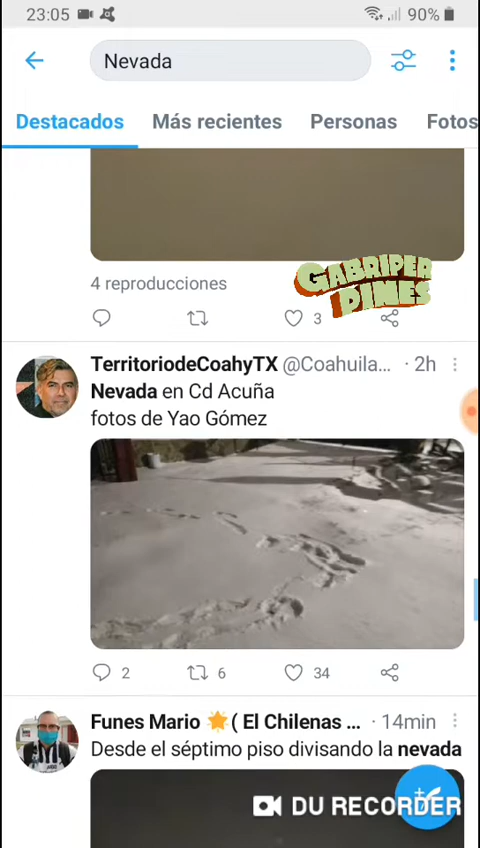 23:05
90%
Nevada
Destacados Más recientes Personas Fotos
4 reproducciones
GABRIPER
PINES
3
TerritoriodeCoahyTX @Coahuila... · 2h
Nevada en Cd Acuña
fotos de Yao Gómez
2 6 34
Funes Mario ( El Chilenas ... · 14min
Desde el séptimo piso divisando la nevada
DU RECORDER